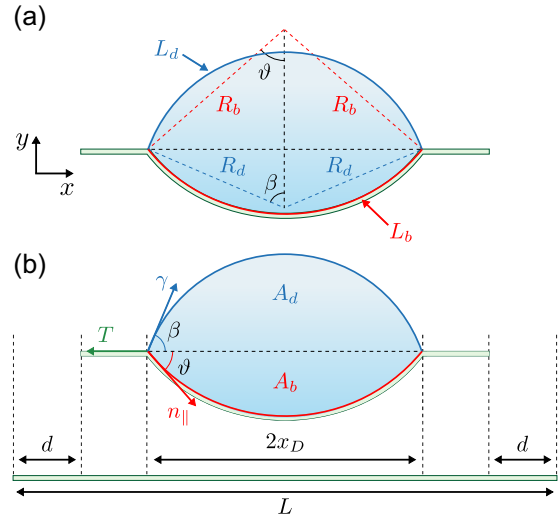 (a)
L_d
ϑ
R_b R_b
y
x
R_d R_d
β
L_b
(b)
γ
A_d
T
β
ϑ
A_b
n_∥
d 2x_D d
L